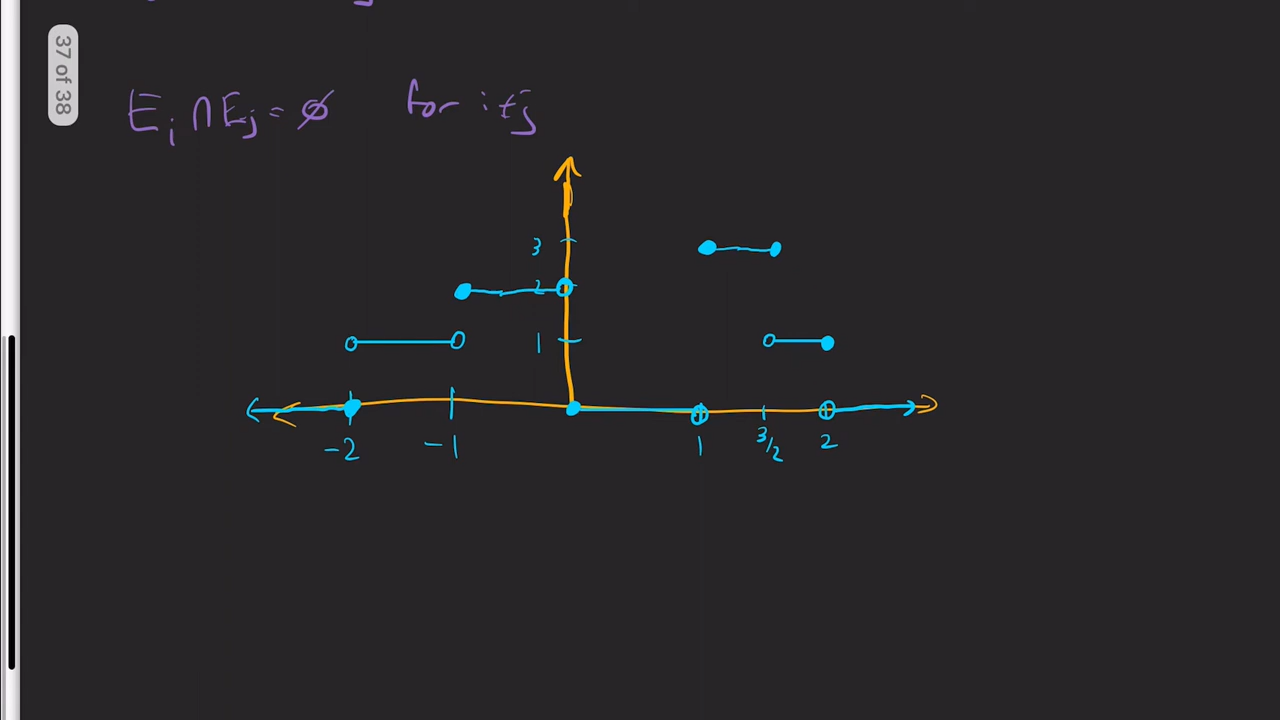 37 of 38
E_i ∩ E_j = ∅ for i ≠ j
3
2
1
-2 -1 1 3/2 2